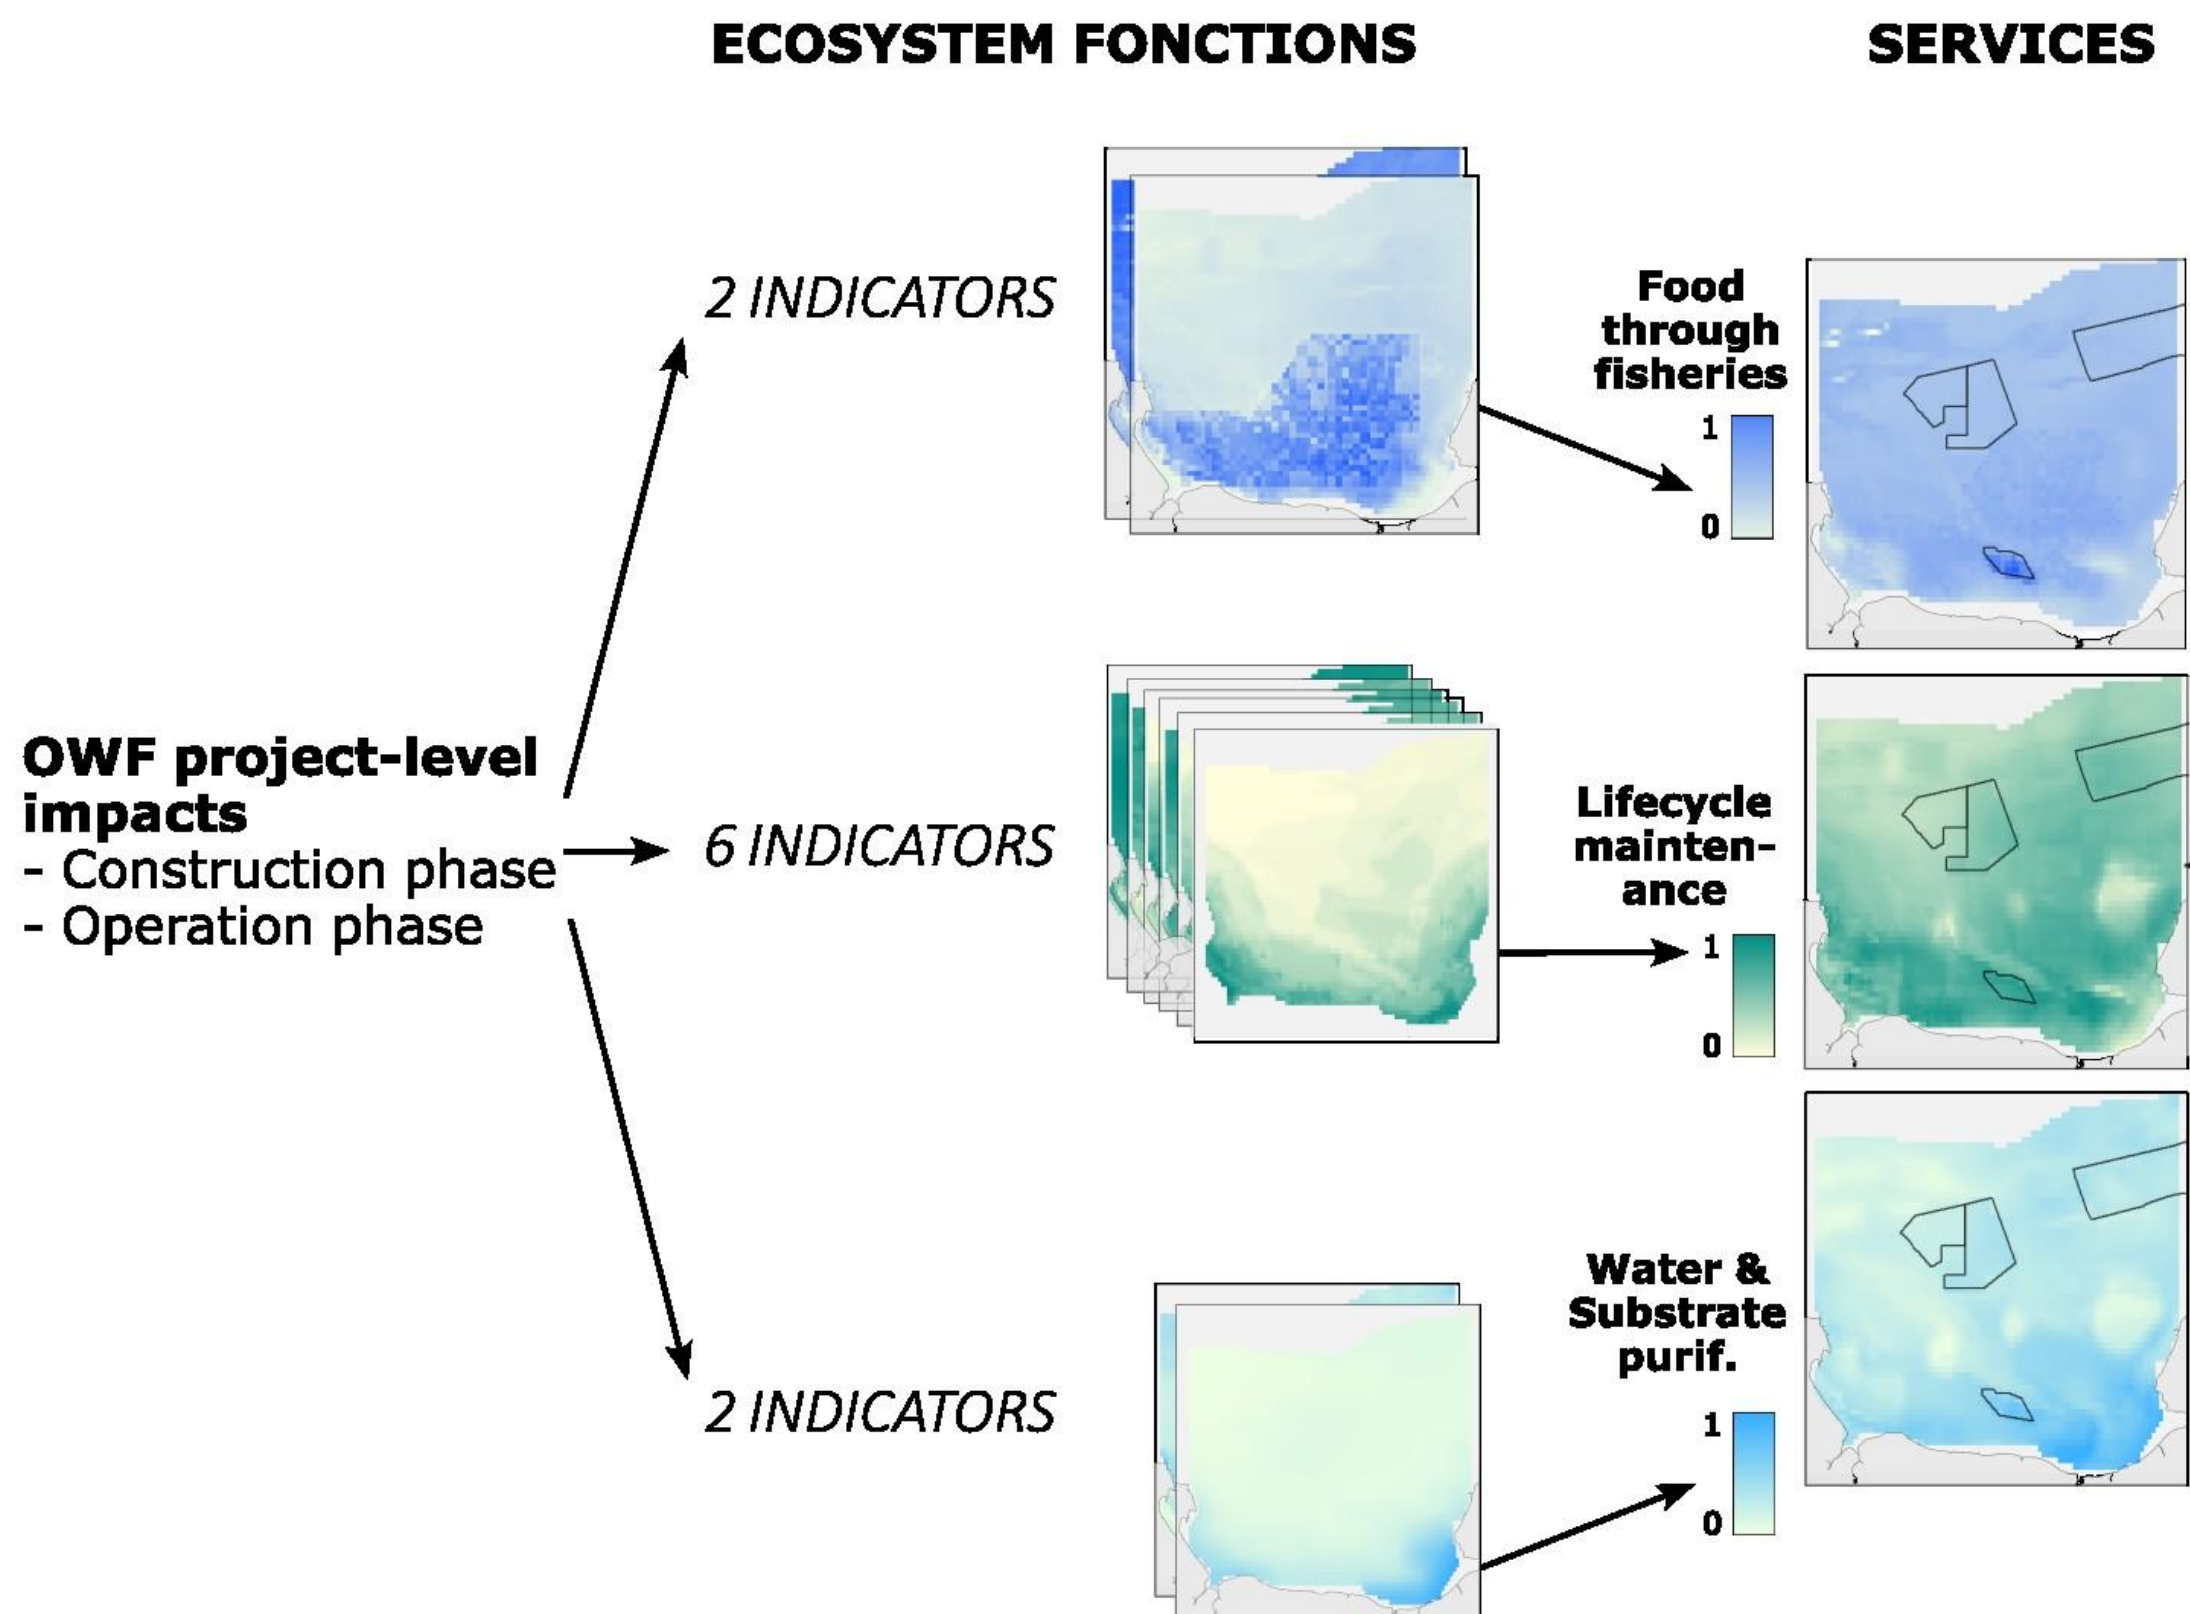 ECOSYSTEM FONCTIONS
SERVICES
2 INDICATORS
Food
through
fisheries
1
0
OWF project-level
impacts
- Construction phase
- Operation phase
6 INDICATORS
Lifecycle
mainten-
ance
1
0
2 INDICATORS
Water &
Substrate
purif.
1
0